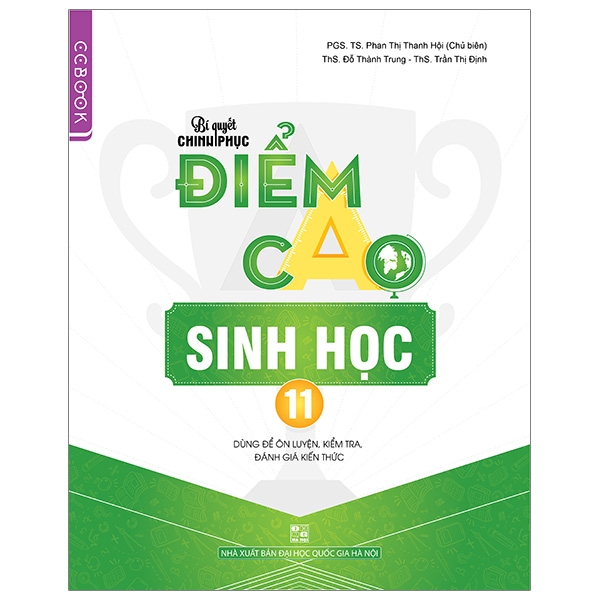 CCBOOK
PGS. TS. Phan Thị Thanh Hội (Chủ biên)
ThS. Đỗ Thành Trung - ThS. Trần Thị Định
Bí quyết
CHINH PHỤC
ĐIỂM
CAO
SINH HỌC
11
DÙNG ĐỂ ÔN LUYỆN, KIỂM TRA,
ĐÁNH GIÁ KIẾN THỨC
NHÀ XUẤT BẢN ĐẠI HỌC QUỐC GIA HÀ NỘI